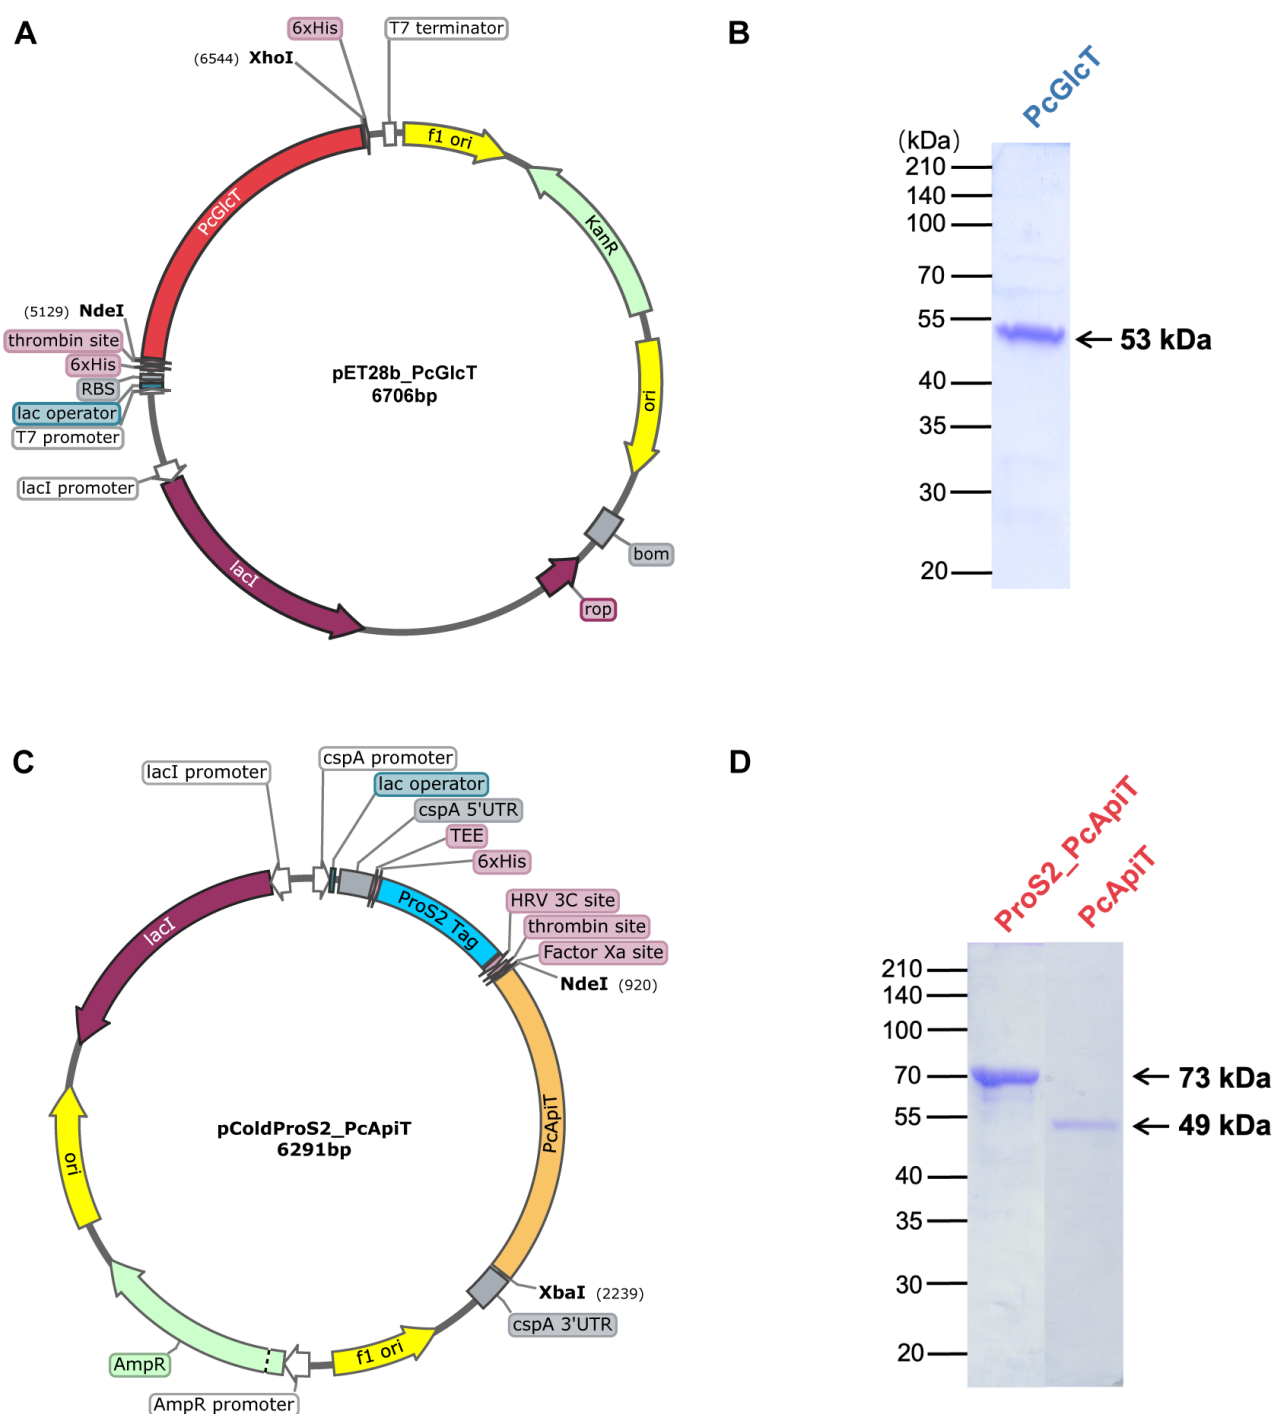 A
6xHis
T7 terminator
(6544) XhoI
f1 ori
KanR
PcGlcT
(5129) NdeI
thrombin site
6xHis
RBS
lac operator
T7 promoter
pET28b_PcGlcT
6706bp
ori
lacI promoter
lacI
bom
rop
B
PcGlcT
(kDa)
210
140
100
70
55
53 kDa
40
35
30
20
C
lacI promoter
cspA promoter
lac operator
cspA 5'UTR
TEE
6xHis
ProS2 Tag
HRV 3C site
thrombin site
Factor Xa site
NdeI (920)
lacI
pColdProS2_PcApiT
6291bp
PcApiT
ori
XbaI (2239)
cspA 3'UTR
f1 ori
AmpR
AmpR promoter
D
ProS2_PcApiT
PcApiT
210
140
100
70
73 kDa
55
49 kDa
40
35
30
20